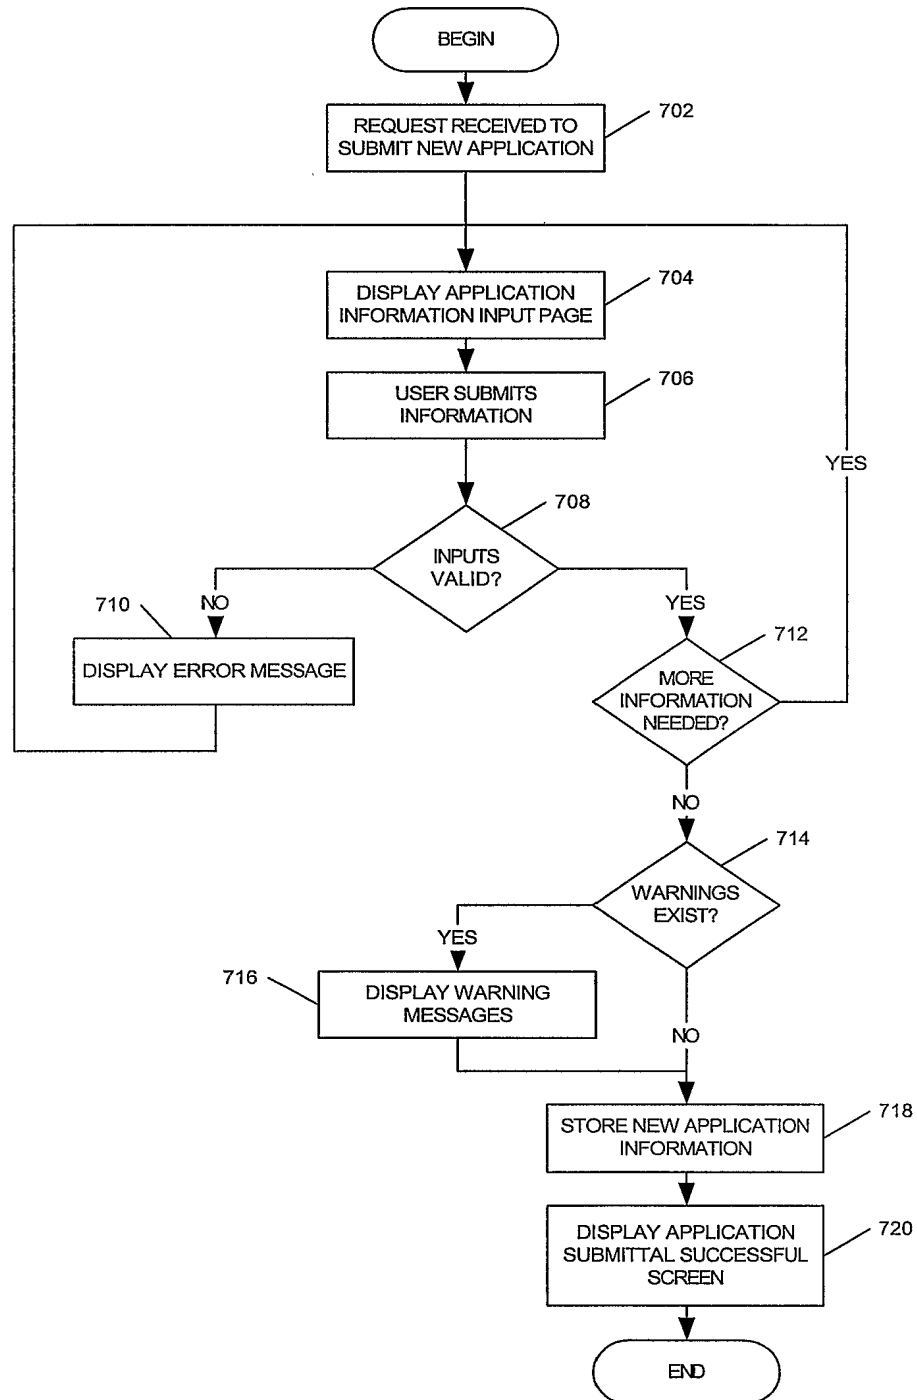 BEGIN
702
REQUEST RECEIVED TO
SUBMIT NEW APPLICATION
704
DISPLAY APPLICATION
INFORMATION INPUT PAGE
706
USER SUBMITS
INFORMATION
YES
708
INPUTS
VALID?
710
NO
YES
DISPLAY ERROR MESSAGE
712
MORE
INFORMATION
NEEDED?
NO
714
WARNINGS
EXIST?
YES
716
DISPLAY WARNING
MESSAGES
NO
718
STORE NEW APPLICATION
INFORMATION
720
DISPLAY APPLICATION
SUBMITTAL SUCCESSFUL
SCREEN
END